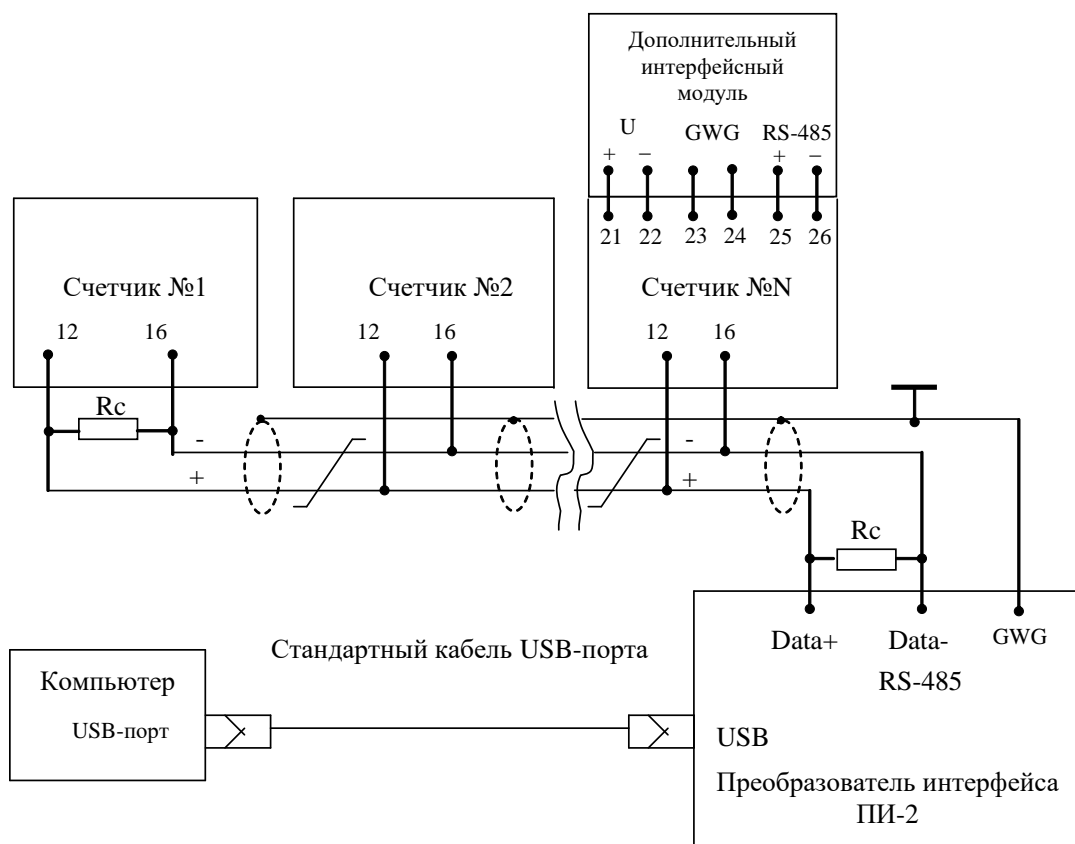 Дополнительный
интерфейсный
модуль
U GWG RS-485
+ – + –
21 22 23 24 25 26
Счетчик №1 Счетчик №2 Счетчик №N
12 16 12 16 12 16
Rc
- -
+ +
Rc
Data+ Data- GWG
RS-485
Стандартный кабель USB-порта
Компьютер
USB-порт
USB
Преобразователь интерфейса
ПИ-2